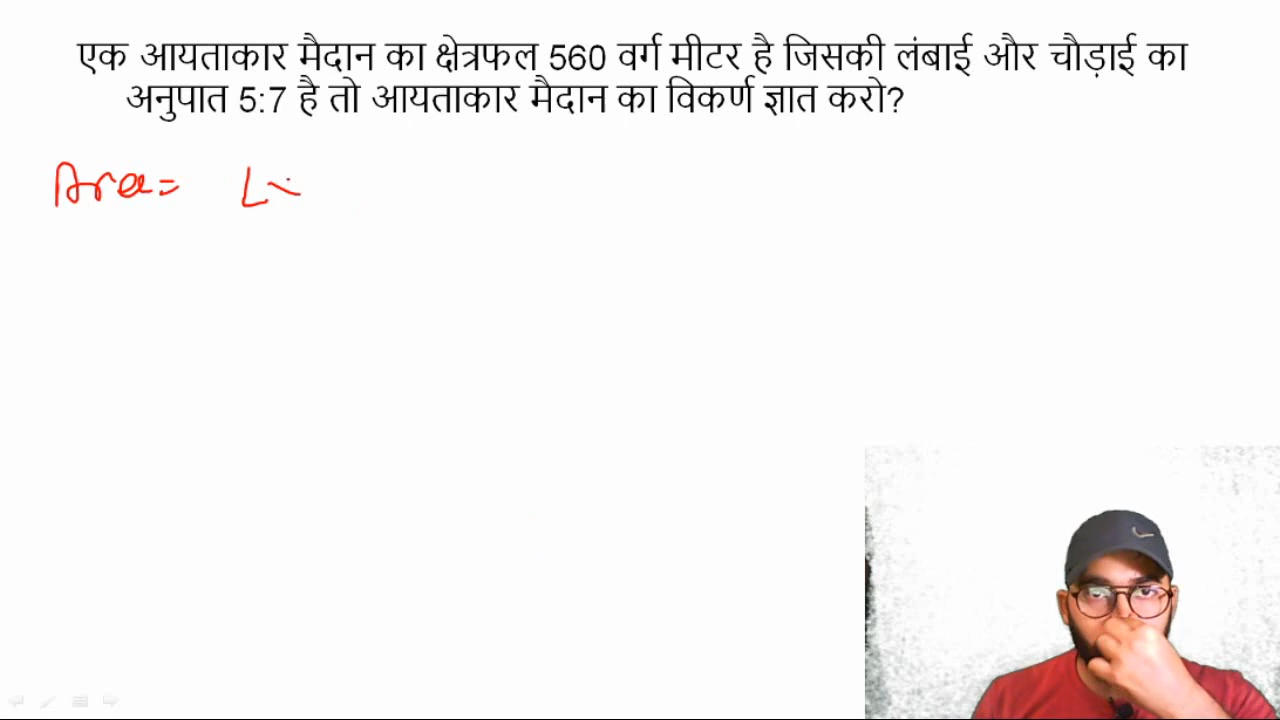 एक आयताकार मैदान का क्षेत्रफल 560 वर्ग मीटर है जिसकी लंबाई और चौड़ाई का
अनुपात 5:7 है तो आयताकार मैदान का विकर्ण ज्ञात करो?
Area= L